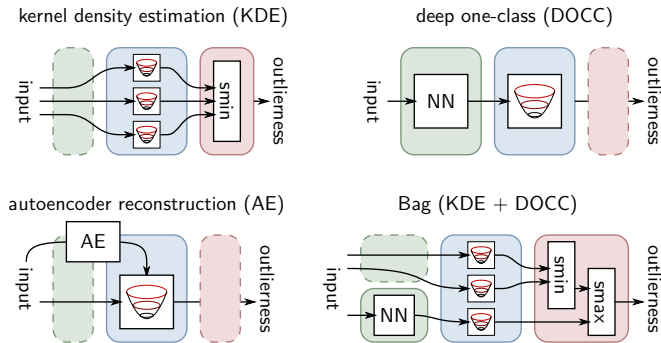 kernel density estimation (KDE)
input
smin
outlierness
deep one-class (DOCC)
input
NN
outlierness
autoencoder reconstruction (AE)
AE
input
outlierness
Bag (KDE + DOCC)
input
NN
smin
smax
outlierness